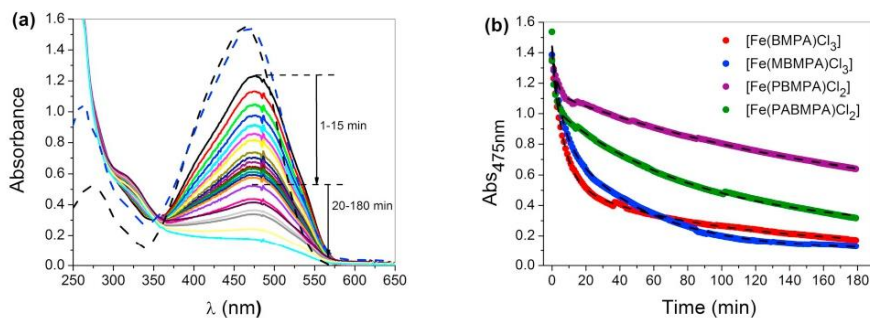 (a)
1.6
1.4
1.2
1.0
0.8
0.6
0.4
0.2
0.0
Absorbance
1-15 min
20-180 min
250 300 350 400 450 500 550 600 650
λ (nm)
(b)
1.6
1.4
1.2
1.0
0.8
0.6
0.4
0.2
0.0
Abs475nm
[Fe(BMPA)Cl3]
[Fe(MBMPA)Cl3]
[Fe(PBMPA)Cl2]
[Fe(PABMPA)Cl2]
0 20 40 60 80 100 120 140 160 180
Time (min)